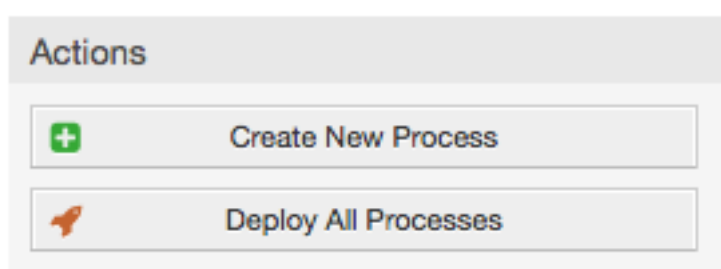 Actions
Create New Process
Deploy All Processes